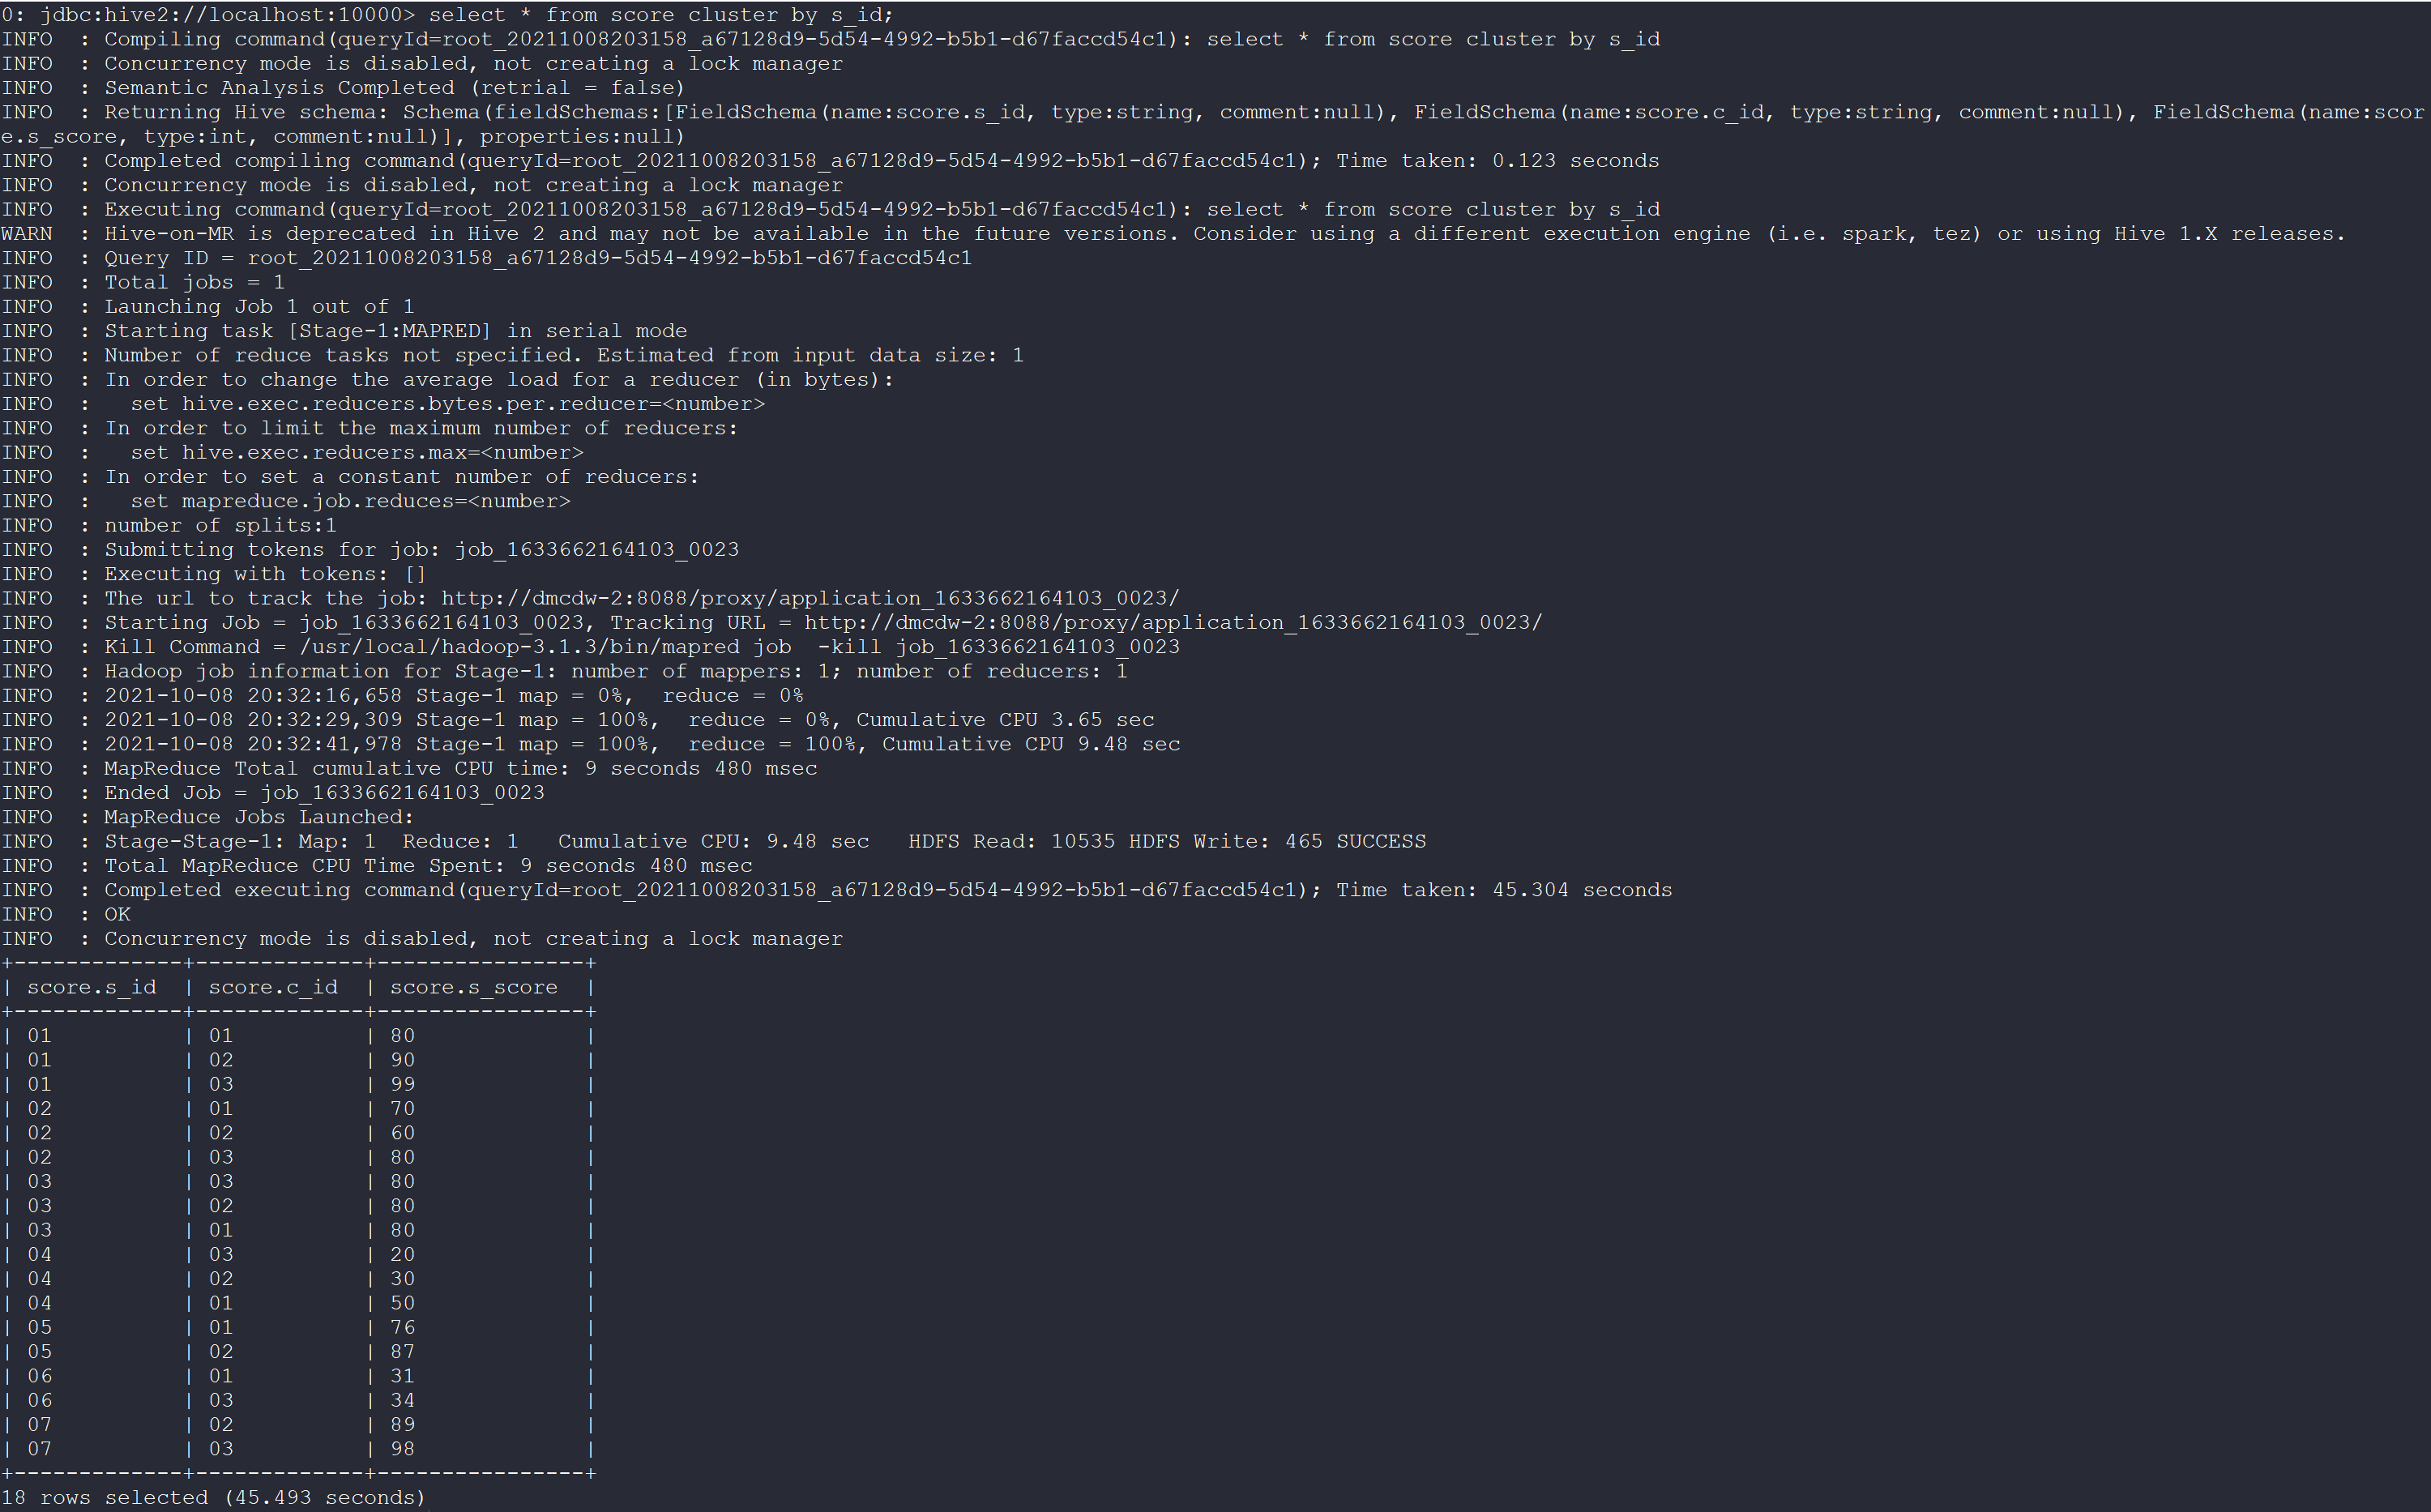 0: jdbc:hive2://localhost:10000> select * from score cluster by s_id;
INFO  : Compiling command(queryId=root_20211008203158_a67128d9-5d54-4992-b5b1-d67faccd54c1): select * from score cluster by s_id
INFO  : Concurrency mode is disabled, not creating a lock manager
INFO  : Semantic Analysis Completed (retrial = false)
INFO  : Returning Hive schema: Schema(fieldSchemas:[FieldSchema(name:score.s_id, type:string, comment:null), FieldSchema(name:score.c_id, type:string, comment:null), FieldSchema(name:scor
e.s_score, type:int, comment:null)], properties:null)
INFO  : Completed compiling command(queryId=root_20211008203158_a67128d9-5d54-4992-b5b1-d67faccd54c1); Time taken: 0.123 seconds
INFO  : Concurrency mode is disabled, not creating a lock manager
INFO  : Executing command(queryId=root_20211008203158_a67128d9-5d54-4992-b5b1-d67faccd54c1): select * from score cluster by s_id
WARN  : Hive-on-MR is deprecated in Hive 2 and may not be available in the future versions. Consider using a different execution engine (i.e. spark, tez) or using Hive 1.X releases.
INFO  : Query ID = root_20211008203158_a67128d9-5d54-4992-b5b1-d67faccd54c1
INFO  : Total jobs = 1
INFO  : Launching Job 1 out of 1
INFO  : Starting task [Stage-1:MAPRED] in serial mode
INFO  : Number of reduce tasks not specified. Estimated from input data size: 1
INFO  : In order to change the average load for a reducer (in bytes):
INFO  :   set hive.exec.reducers.bytes.per.reducer=<number>
INFO  : In order to limit the maximum number of reducers:
INFO  :   set hive.exec.reducers.max=<number>
INFO  : In order to set a constant number of reducers:
INFO  :   set mapreduce.job.reduces=<number>
INFO  : number of splits:1
INFO  : Submitting tokens for job: job_1633662164103_0023
INFO  : Executing with tokens: []
INFO  : The url to track the job: http://dmcdw-2:8088/proxy/application_1633662164103_0023/
INFO  : Starting Job = job_1633662164103_0023, Tracking URL = http://dmcdw-2:8088/proxy/application_1633662164103_0023/
INFO  : Kill Command = /usr/local/hadoop-3.1.3/bin/mapred job  -kill job_1633662164103_0023
INFO  : Hadoop job information for Stage-1: number of mappers: 1; number of reducers: 1
INFO  : 2021-10-08 20:32:16,658 Stage-1 map = 0%,  reduce = 0%
INFO  : 2021-10-08 20:32:29,309 Stage-1 map = 100%,  reduce = 0%, Cumulative CPU 3.65 sec
INFO  : 2021-10-08 20:32:41,978 Stage-1 map = 100%,  reduce = 100%, Cumulative CPU 9.48 sec
INFO  : MapReduce Total cumulative CPU time: 9 seconds 480 msec
INFO  : Ended Job = job_1633662164103_0023
INFO  : MapReduce Jobs Launched:
INFO  : Stage-Stage-1: Map: 1  Reduce: 1   Cumulative CPU: 9.48 sec   HDFS Read: 10535 HDFS Write: 465 SUCCESS
INFO  : Total MapReduce CPU Time Spent: 9 seconds 480 msec
INFO  : Completed executing command(queryId=root_20211008203158_a67128d9-5d54-4992-b5b1-d67faccd54c1); Time taken: 45.304 seconds
INFO  : OK
INFO  : Concurrency mode is disabled, not creating a lock manager
+-------------+-------------+----------------+
| score.s_id  | score.c_id  | score.s_score  |
+-------------+-------------+----------------+
| 01          | 01          | 80             |
| 01          | 02          | 90             |
| 01          | 03          | 99             |
| 02          | 01          | 70             |
| 02          | 02          | 60             |
| 02          | 03          | 80             |
| 03          | 03          | 80             |
| 03          | 02          | 80             |
| 03          | 01          | 80             |
| 04          | 03          | 20             |
| 04          | 02          | 30             |
| 04          | 01          | 50             |
| 05          | 01          | 76             |
| 05          | 02          | 87             |
| 06          | 01          | 31             |
| 06          | 03          | 34             |
| 07          | 02          | 89             |
| 07          | 03          | 98             |
+-------------+-------------+----------------+
18 rows selected (45.493 seconds)